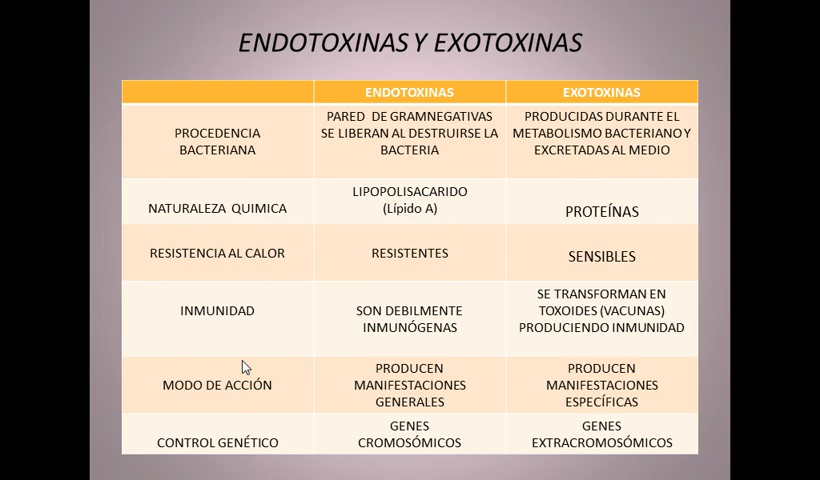 ENDOTOXINAS Y EXOTOXINAS
ENDOTOXINAS
EXOTOXINAS
PROCEDENCIA
BACTERIANA
PARED DE GRAMNEGATIVAS
SE LIBERAN AL DESTRUIRSE LA
BACTERIA
PRODUCIDAS DURANTE EL
METABOLISMO BACTERIANO Y
EXCRETADAS AL MEDIO
NATURALEZA QUIMICA
LIPOPOLISACARIDO
(Lípido A)
PROTEÍNAS
RESISTENCIA AL CALOR
RESISTENTES
SENSIBLES
INMUNIDAD
SON DEBILMENTE
INMUNÓGENAS
SE TRANSFORMAN EN
TOXOIDES (VACUNAS)
PRODUCIENDO INMUNIDAD
MODO DE ACCIÓN
PRODUCEN
MANIFESTACIONES
GENERALES
PRODUCEN
MANIFESTACIONES
ESPECÍFICAS
CONTROL GENÉTICO
GENES
CROMOSÓMICOS
GENES
EXTRACROMOSÓMICOS